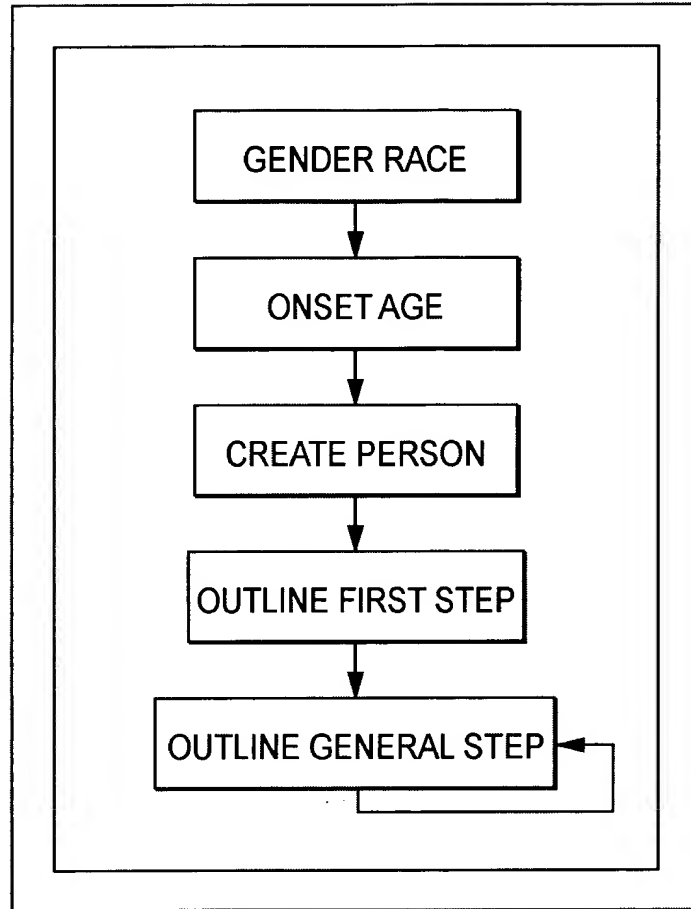 GENDER RACE
ONSET AGE
CREATE PERSON
OUTLINE FIRST STEP
OUTLINE GENERAL STEP